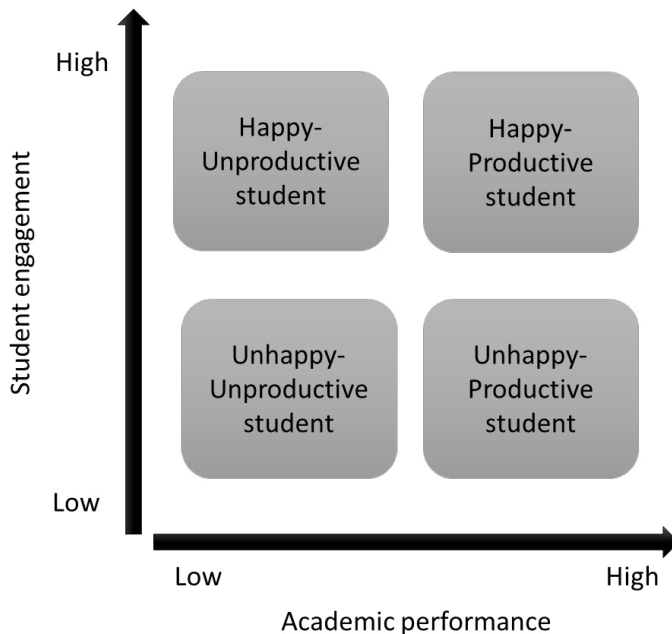 High
Happy-
Unproductive
student
Happy-
Productive
student
Student engagement
Unhappy-
Unproductive
student
Unhappy-
Productive
student
Low
Low
High
Academic performance